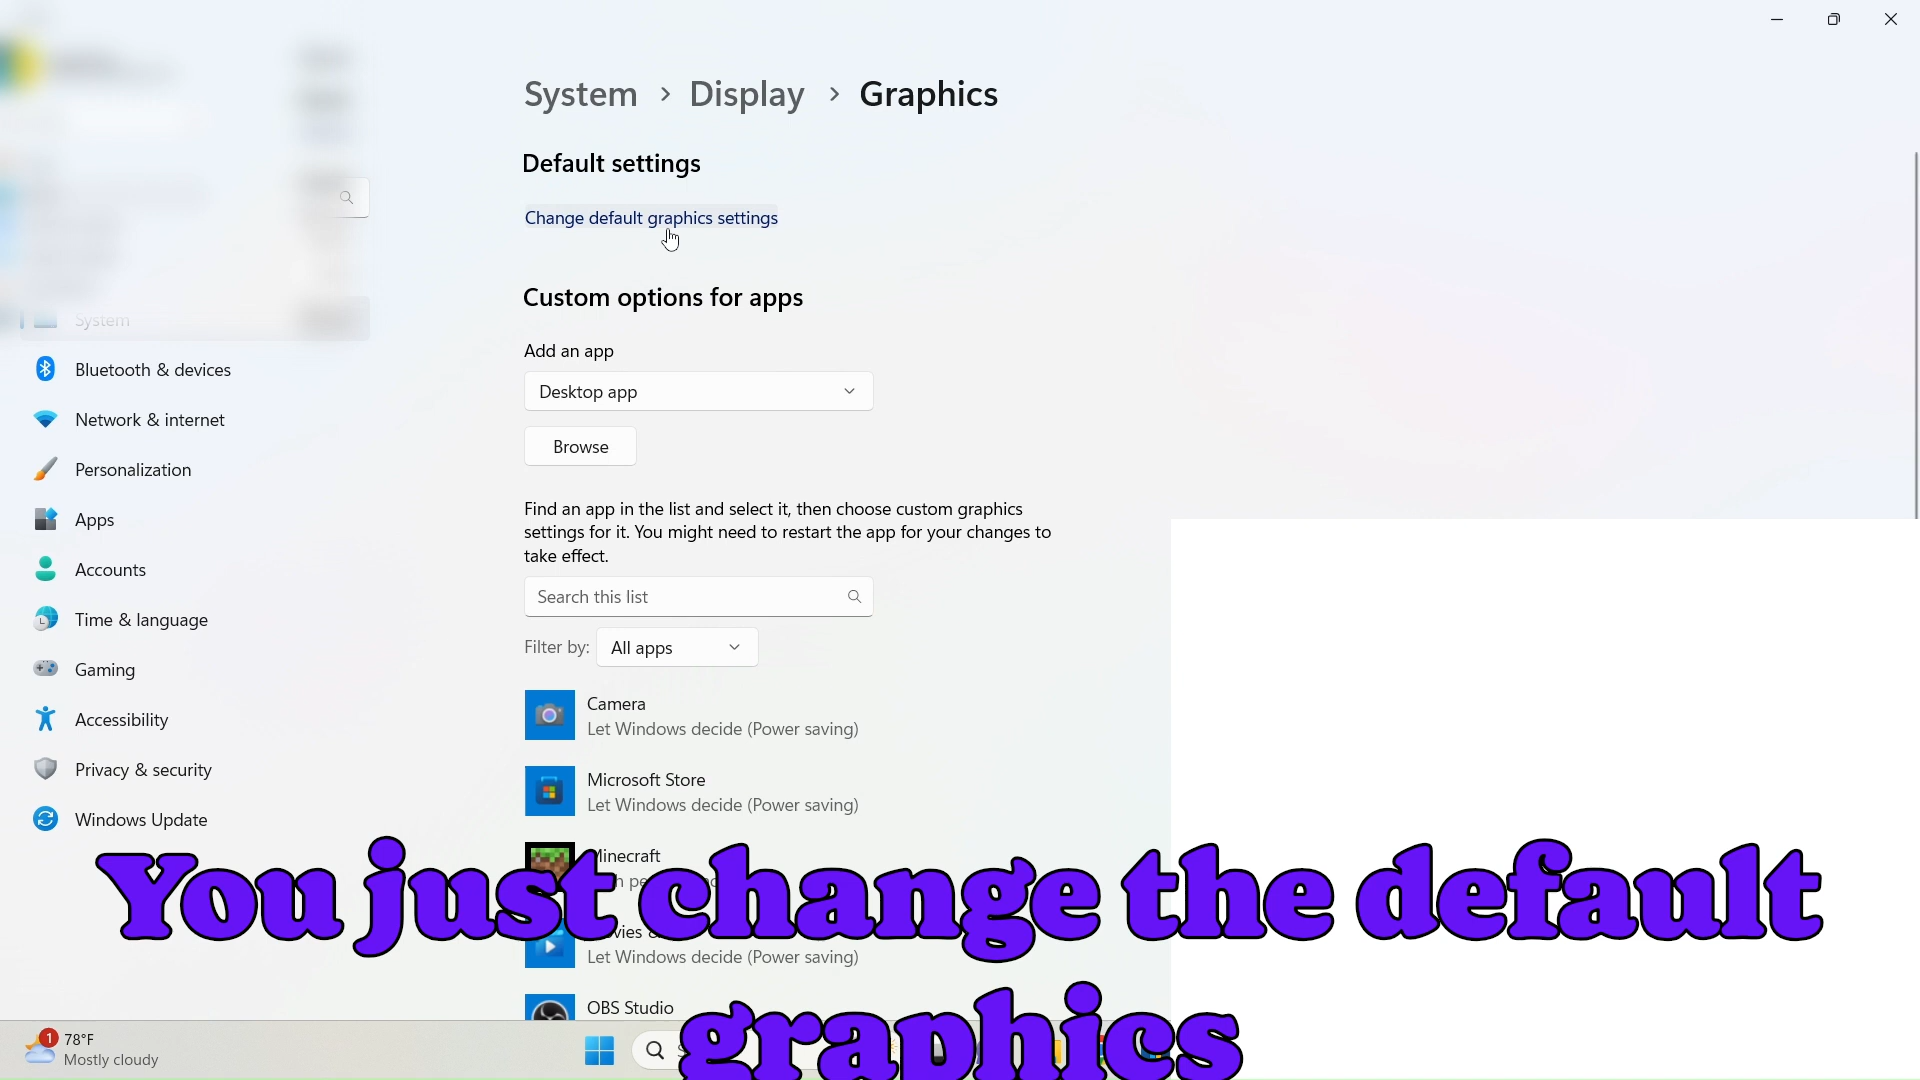 System > Display > Graphics
Default settings
Change default graphics settings
Custom options for apps
Add an app
Desktop app
Browse
Find an app in the list and select it, then choose custom graphics
settings for it. You might need to restart the app for your changes to
take effect.
Search this list
Filter by: All apps
Camera
Let Windows decide (Power saving)
Microsoft Store
Let Windows decide (Power saving)
Minecraft
Let Windows decide (Power saving)
OBS Studio
System
Bluetooth & devices
Network & internet
Personalization
Apps
Accounts
Time & language
Gaming
Accessibility
Privacy & security
Windows Update
You just change the default
graphics
1
78°F
Mostly cloudy